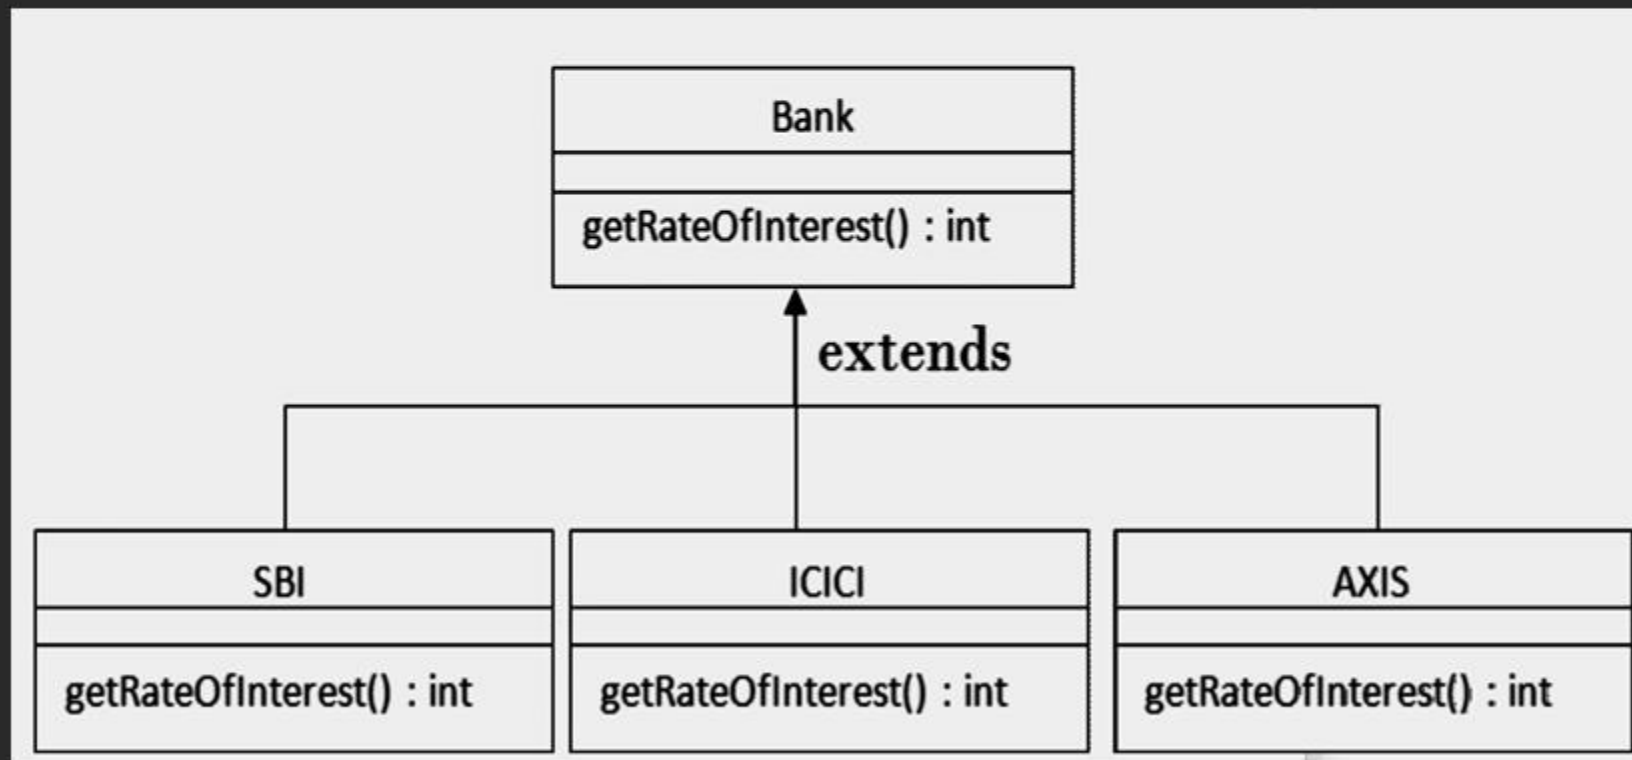 Bank
getRateOfInterest() : int
extends
SBI
getRateOfInterest() : int
ICICI
getRateOfInterest() : int
AXIS
getRateOfInterest() : int